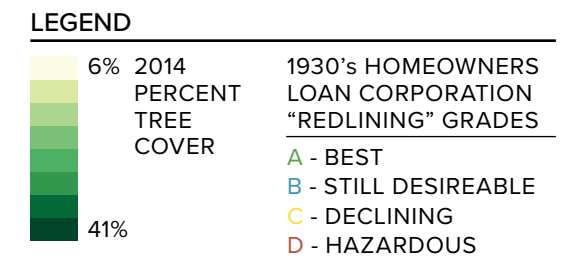 LEGEND
6% 2014
PERCENT
TREE
COVER
41%
1930's HOMEOWNERS
LOAN CORPORATION
“REDLINING” GRADES
A - BEST
B - STILL DESIREABLE
C - DECLINING
D - HAZARDOUS